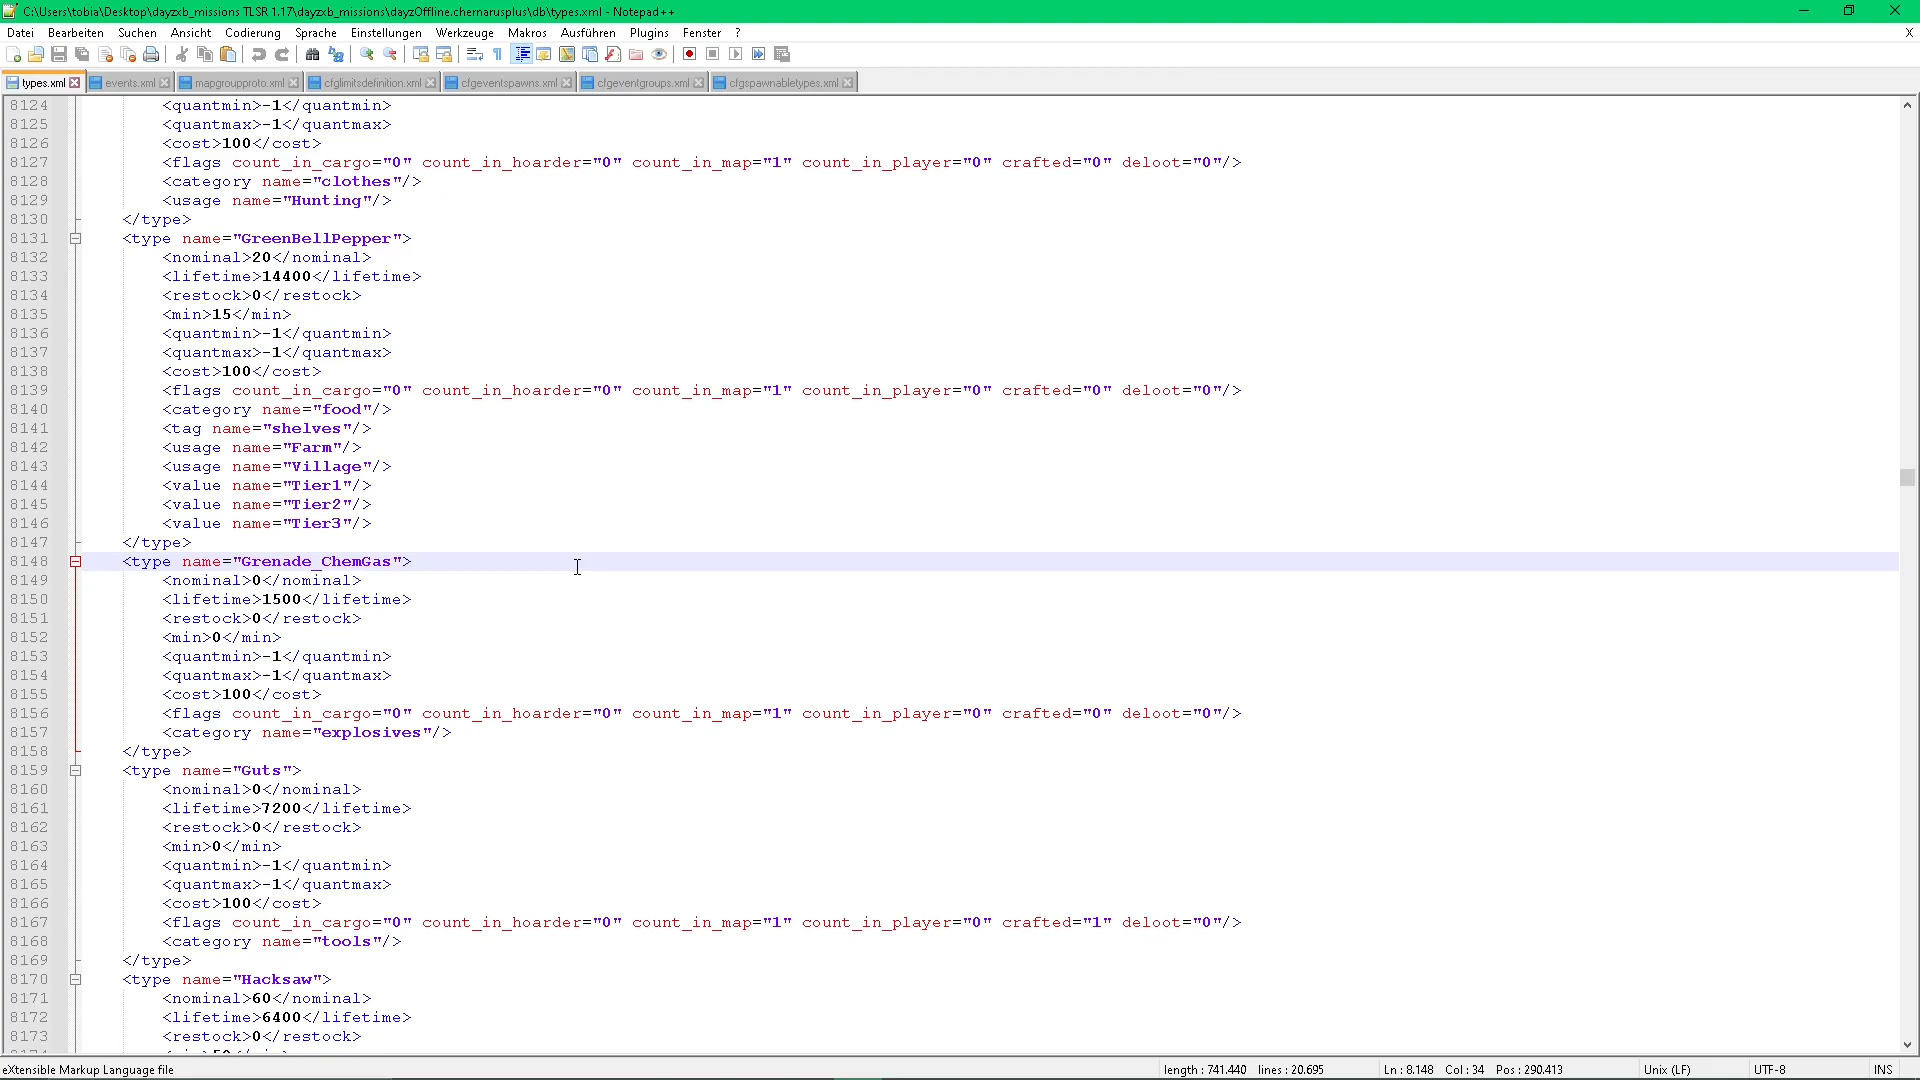 C:\Users\tobia\Desktop\dayzxb_missions TLSR 1.17\dayzxb_missions\dayzOffline.chernarusplus\db\types.xml - Notepad++
Datei Bearbeiten Suchen Ansicht Codierung Sprache Einstellungen Werkzeuge Makros Ausführen Plugins Fenster ? X
types.xml events.xml mapgroupproto.xml cfglimitsdefinition.xml cfgeventspawns.xml cfgeventgroups.xml cfgspawnabletypes.xml
8124 <quantmin>-1</quantmin>
8125 <quantmax>-1</quantmax>
8126 <cost>100</cost>
8127 <flags count_in_cargo="0" count_in_hoarder="0" count_in_map="1" count_in_player="0" crafted="0" deloot="0"/>
8128 <category name="clothes"/>
8129 <usage name="Hunting"/>
8130 </type>
8131 <type name="GreenBellPepper">
8132 <nominal>20</nominal>
8133 <lifetime>14400</lifetime>
8134 <restock>0</restock>
8135 <min>15</min>
8136 <quantmin>-1</quantmin>
8137 <quantmax>-1</quantmax>
8138 <cost>100</cost>
8139 <flags count_in_cargo="0" count_in_hoarder="0" count_in_map="1" count_in_player="0" crafted="0" deloot="0"/>
8140 <category name="food"/>
8141 <tag name="shelves"/>
8142 <usage name="Farm"/>
8143 <usage name="Village"/>
8144 <value name="Tier1"/>
8145 <value name="Tier2"/>
8146 <value name="Tier3"/>
8147 </type>
8148 <type name="Grenade_ChemGas">
8149 <nominal>0</nominal>
8150 <lifetime>1500</lifetime>
8151 <restock>0</restock>
8152 <min>0</min>
8153 <quantmin>-1</quantmin>
8154 <quantmax>-1</quantmax>
8155 <cost>100</cost>
8156 <flags count_in_cargo="0" count_in_hoarder="0" count_in_map="1" count_in_player="0" crafted="0" deloot="0"/>
8157 <category name="explosives"/>
8158 </type>
8159 <type name="Guts">
8160 <nominal>0</nominal>
8161 <lifetime>7200</lifetime>
8162 <restock>0</restock>
8163 <min>0</min>
8164 <quantmin>-1</quantmin>
8165 <quantmax>-1</quantmax>
8166 <cost>100</cost>
8167 <flags count_in_cargo="0" count_in_hoarder="0" count_in_map="1" count_in_player="0" crafted="1" deloot="0"/>
8168 <category name="tools"/>
8169 </type>
8170 <type name="Hacksaw">
8171 <nominal>60</nominal>
8172 <lifetime>6400</lifetime>
8173 <restock>0</restock>
eXtensible Markup Language file length : 741.440 lines : 20.695 Ln : 8.148 Col : 34 Pos : 290.413 Unix (LF) UTF-8 INS